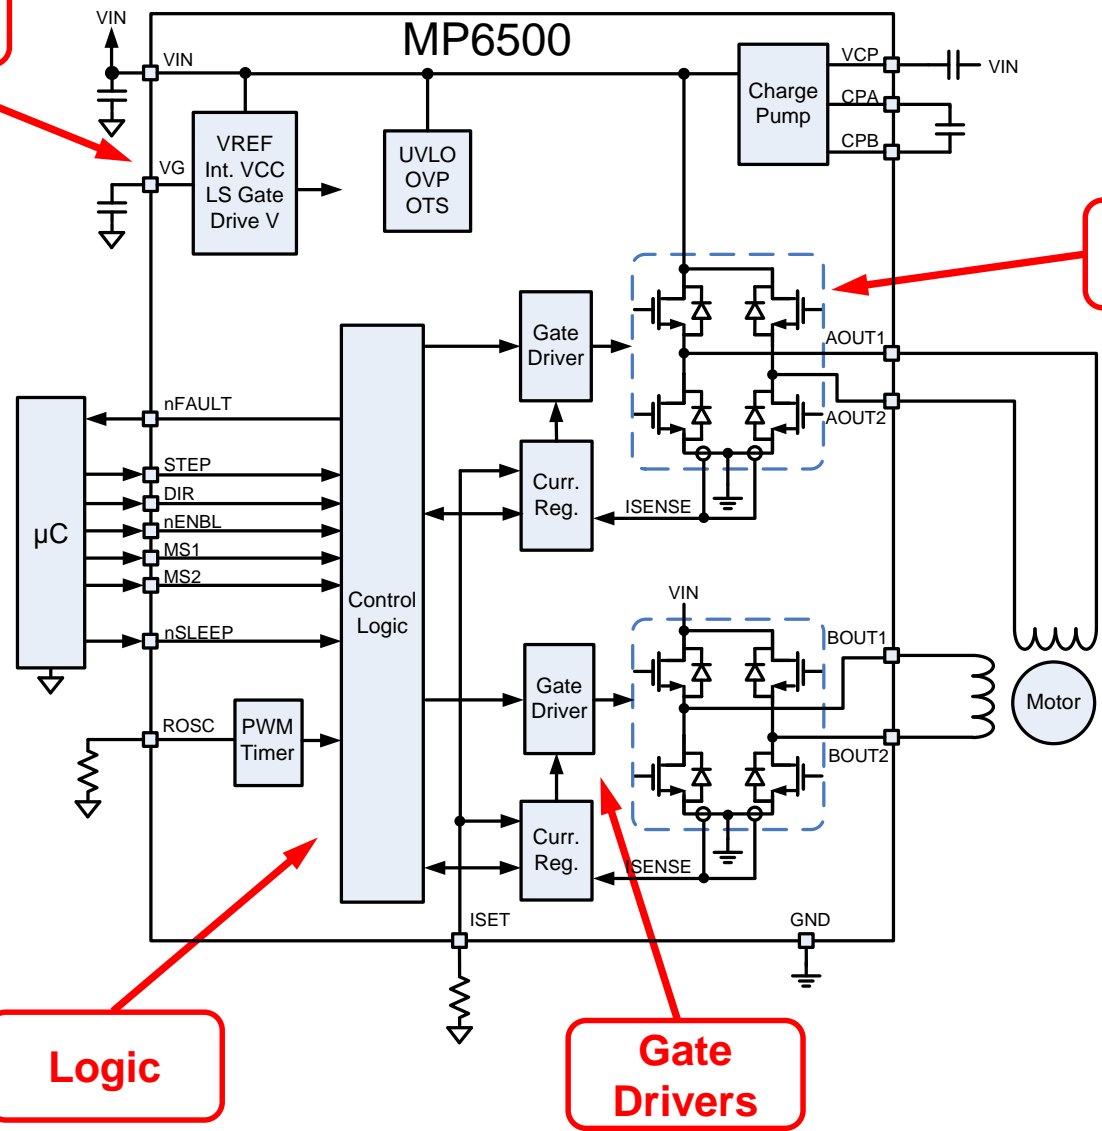 VIN
MP6500
VIN
VCP
VIN
Charge
Pump
CPA
CPB
VREF
Int. VCC
LS Gate
Drive V
UVLO
OVP
OTS
VG
Gate
Driver
AOUT1
AOUT2
nFAULT
STEP
DIR
nENBL
MS1
MS2
nSLEEP
µC
Curr.
Reg.
ISENSE
Control
Logic
VIN
BOUT1
BOUT2
Gate
Driver
Motor
ROSC
PWM
Timer
Curr.
Reg.
ISENSE
ISET
GND
Logic
Gate
Drivers